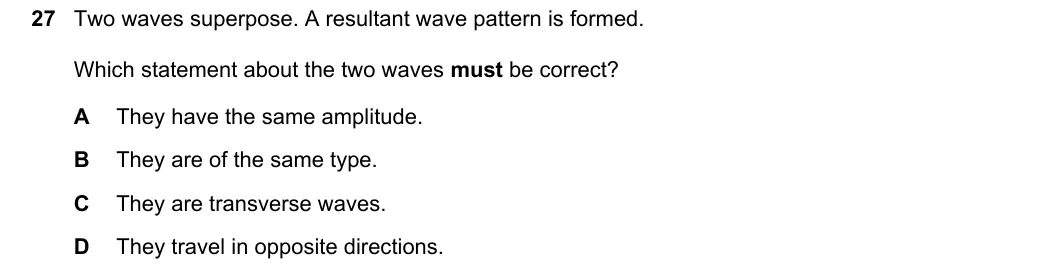 27 Two waves superpose. A resultant wave pattern is formed.
Which statement about the two waves must be correct?
A They have the same amplitude.
B They are of the same type.
C They are transverse waves.
D They travel in opposite directions.